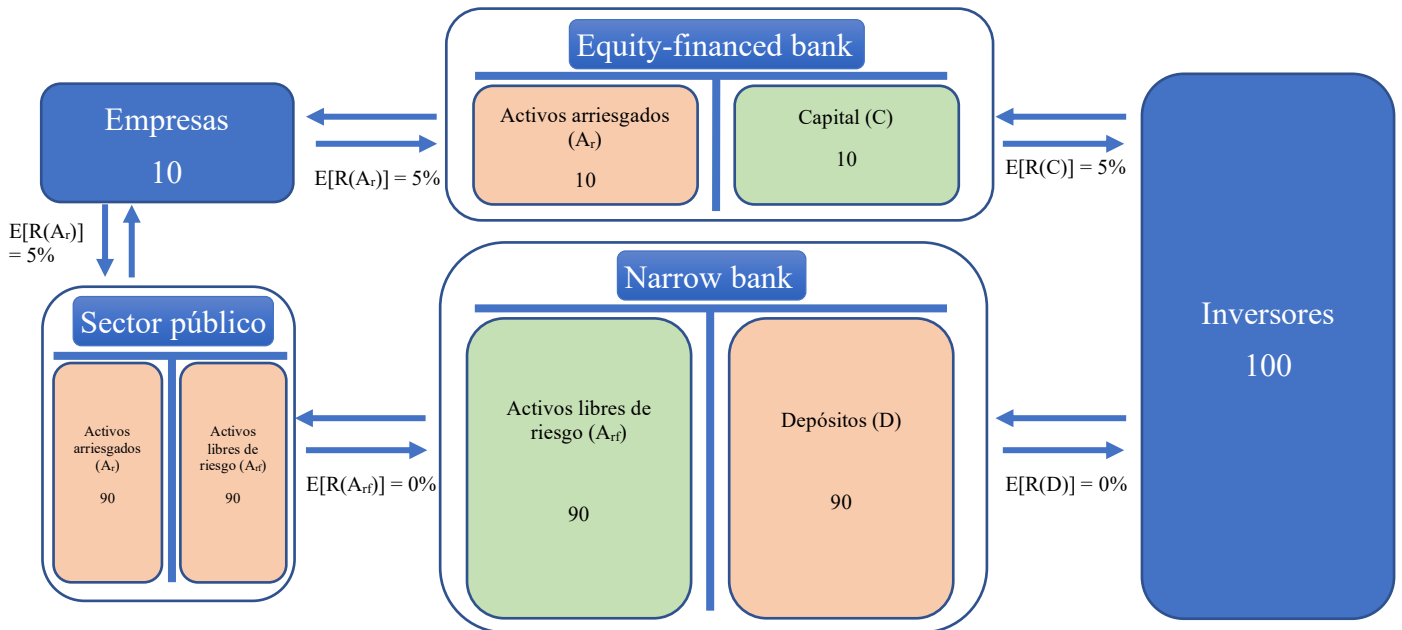 Equity-financed bank
Empresas
10
Activos arriesgados
(Aᵣ)
10
Capital (C)
10
E[R(Aᵣ)] = 5%
E[R(C)] = 5%
E[R(Aᵣ)]
= 5%
Narrow bank
Activos libres de
riesgo (Aᵣf)
90
Depósitos (D)
90
Sector público
Activos
arriesgados
(Aᵣ)
90
Activos
libres de
riesgo (Aᵣf)
90
E[R(Aᵣf)] = 0%
E[R(D)] = 0%
Inversores
100